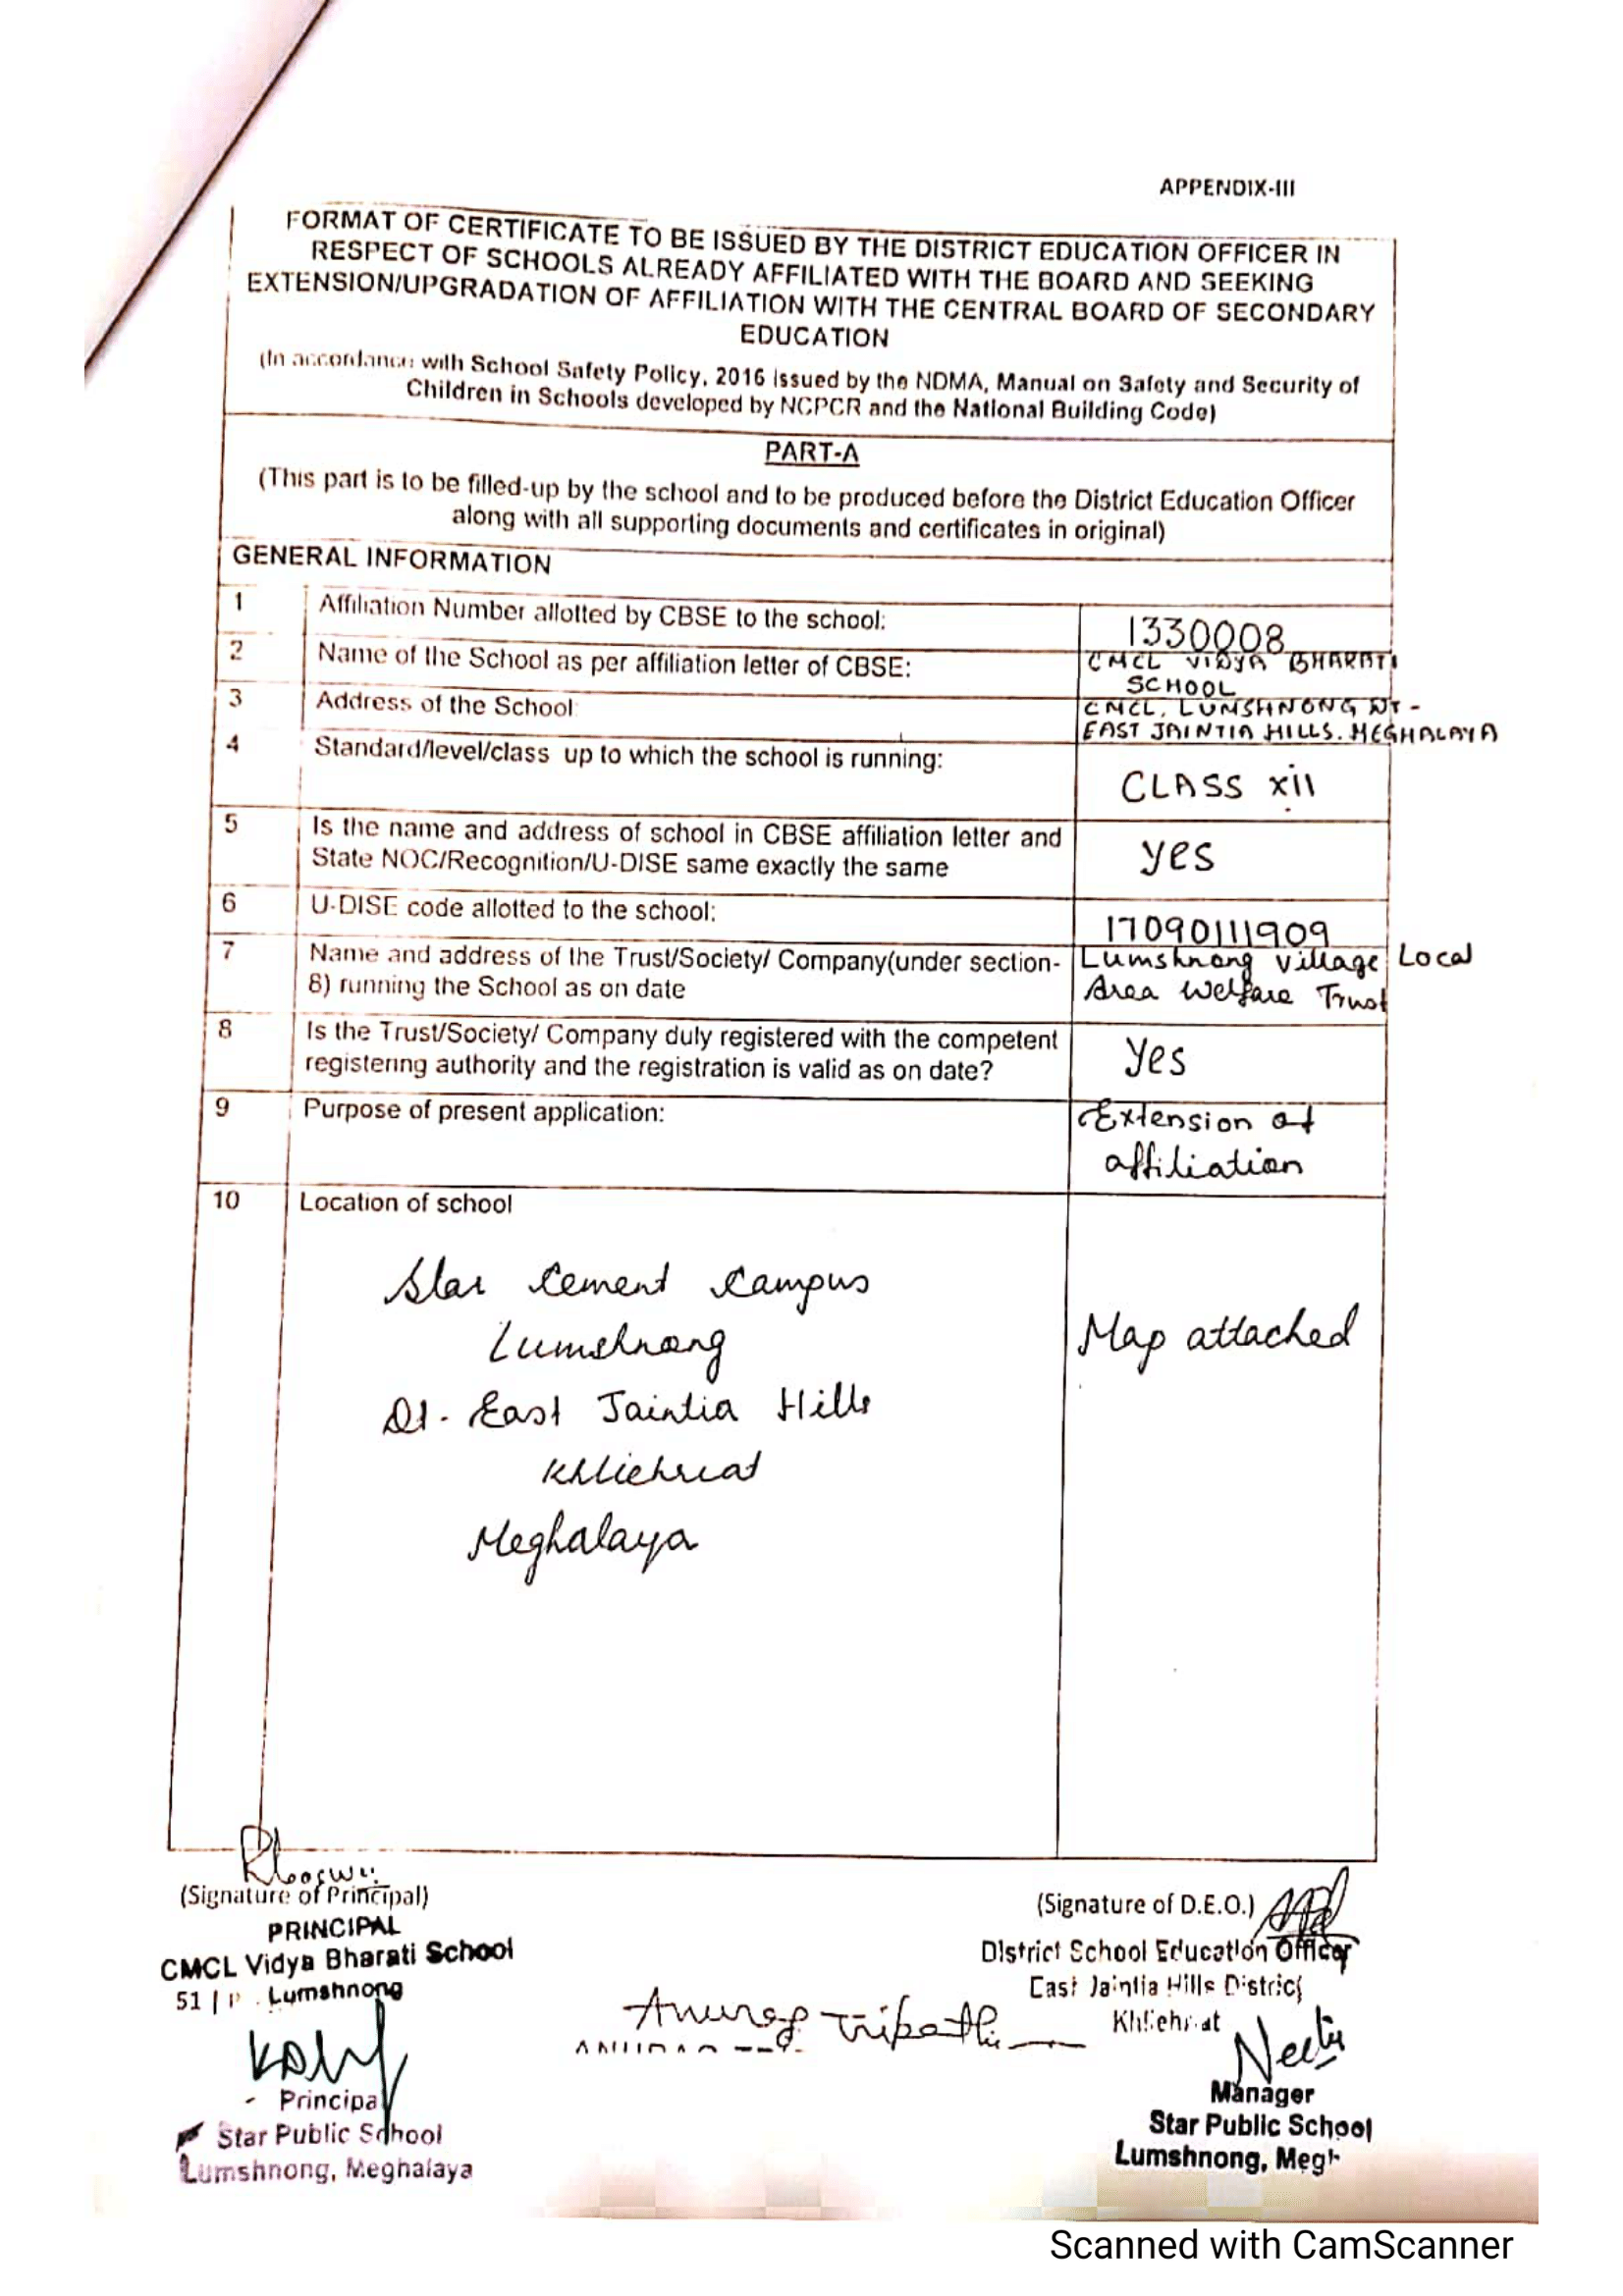 APPENDIX-III
FORMAT OF CERTIFICATE TO BE ISSUED BY THE DISTRICT EDUCATION OFFICER IN
RESPECT OF SCHOOLS ALREADY AFFILIATED WITH THE BOARD AND SEEKING
EXTENSION/UPGRADATION OF AFFILIATION WITH THE CENTRAL BOARD OF SECONDARY
EDUCATION
(In accordance with School Safety Policy, 2016 issued by the NDMA, Manual on Safety and Security of
Children in Schools developed by NCPCR and the National Building Code)
PART-A
(This part is to be filled-up by the school and to be produced before the District Education Officer
along with all supporting documents and certificates in original)
GENERAL INFORMATION
1 Affiliation Number allotted by CBSE to the school: 1330008
2 Name of the School as per affiliation letter of CBSE: CMCL VIDYA BHARATI
SCHOOL
3 Address of the School: CMCL, LUMSHNONG DT-
EAST JAINTIA HILLS. MEGHALAYA
4 Standard/level/class up to which the school is running:
CLASS XII
5 Is the name and address of school in CBSE affiliation letter and
State NOC/Recognition/U-DISE same exactly the same yes
6 U-DISE code allotted to the school: 17090111909
7 Name and address of the Trust/Society/ Company(under section- Lumshnong village Local
8) running the School as on date Area Welfare Trust
8 Is the Trust/Society/ Company duly registered with the competent
registering authority and the registration is valid as on date? yes
9 Purpose of present application: Extension of
affiliation
10 Location of school
Star Cement Campus
Lumshnong Map attached
Dt. East Jaintia Hills
Khliehriat
Meghalaya
(Signature of Principal)
PRINCIPAL
CMCL Vidya Bharati School
Lumshnong
(Signature of D.E.O.)
District School Education Officer
East Jaintia Hills District
Khliehriat
Anurag Tripathi
Principal
Star Public School
Lumshnong, Meghalaya
Neetu
Manager
Star Public School
Lumshnong, Megh
Scanned with CamScanner